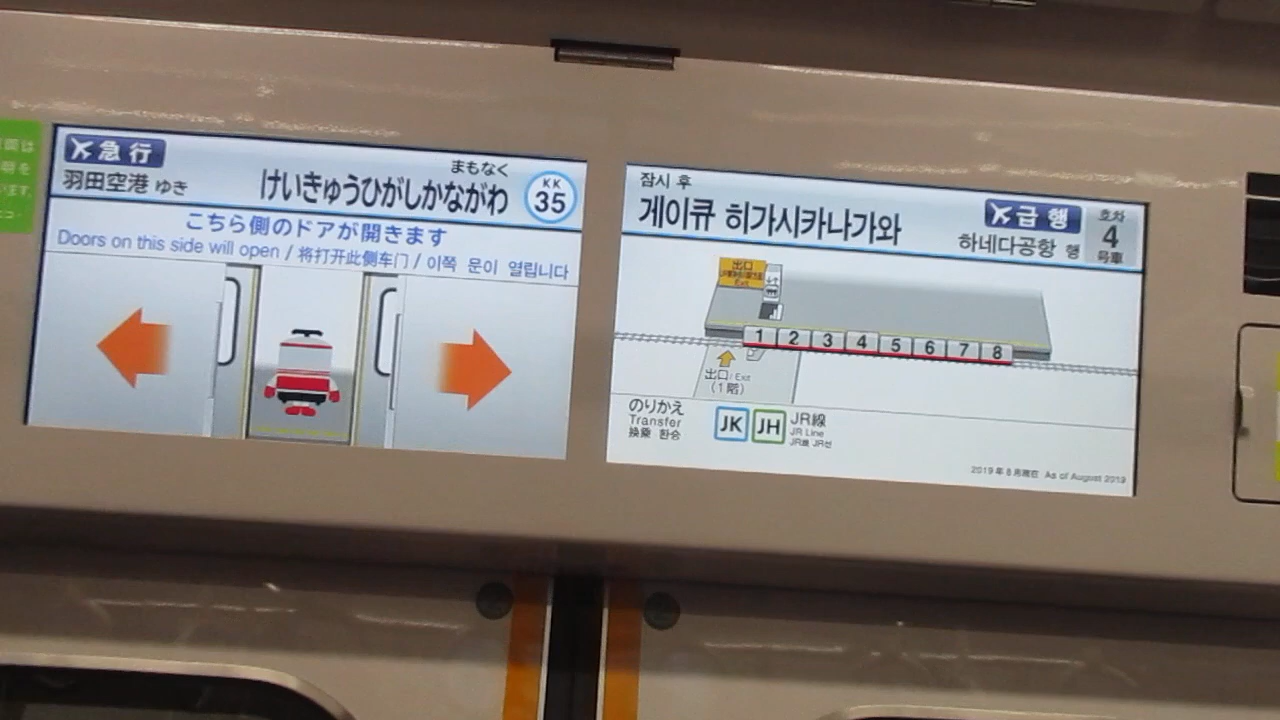 急行
羽田空港 ゆき
まもなく
けいきゅうひがしかながわ
KK
35
こちら側のドアが開きます
Doors on this side will open / 将打开此侧车门 / 이쪽 문이 열립니다
잠시 후
게이큐 히가시카나가와
급행
하네다공항 행
호차
4
号車
出口
Exit
1 2 3 4 5 6 7 8
出口 / Exit
(1階)
のりかえ
Transfer
換乗 환승
JK JH
JR線
JR Line
JR线 JR선
2019年8月現在 As of August 2019